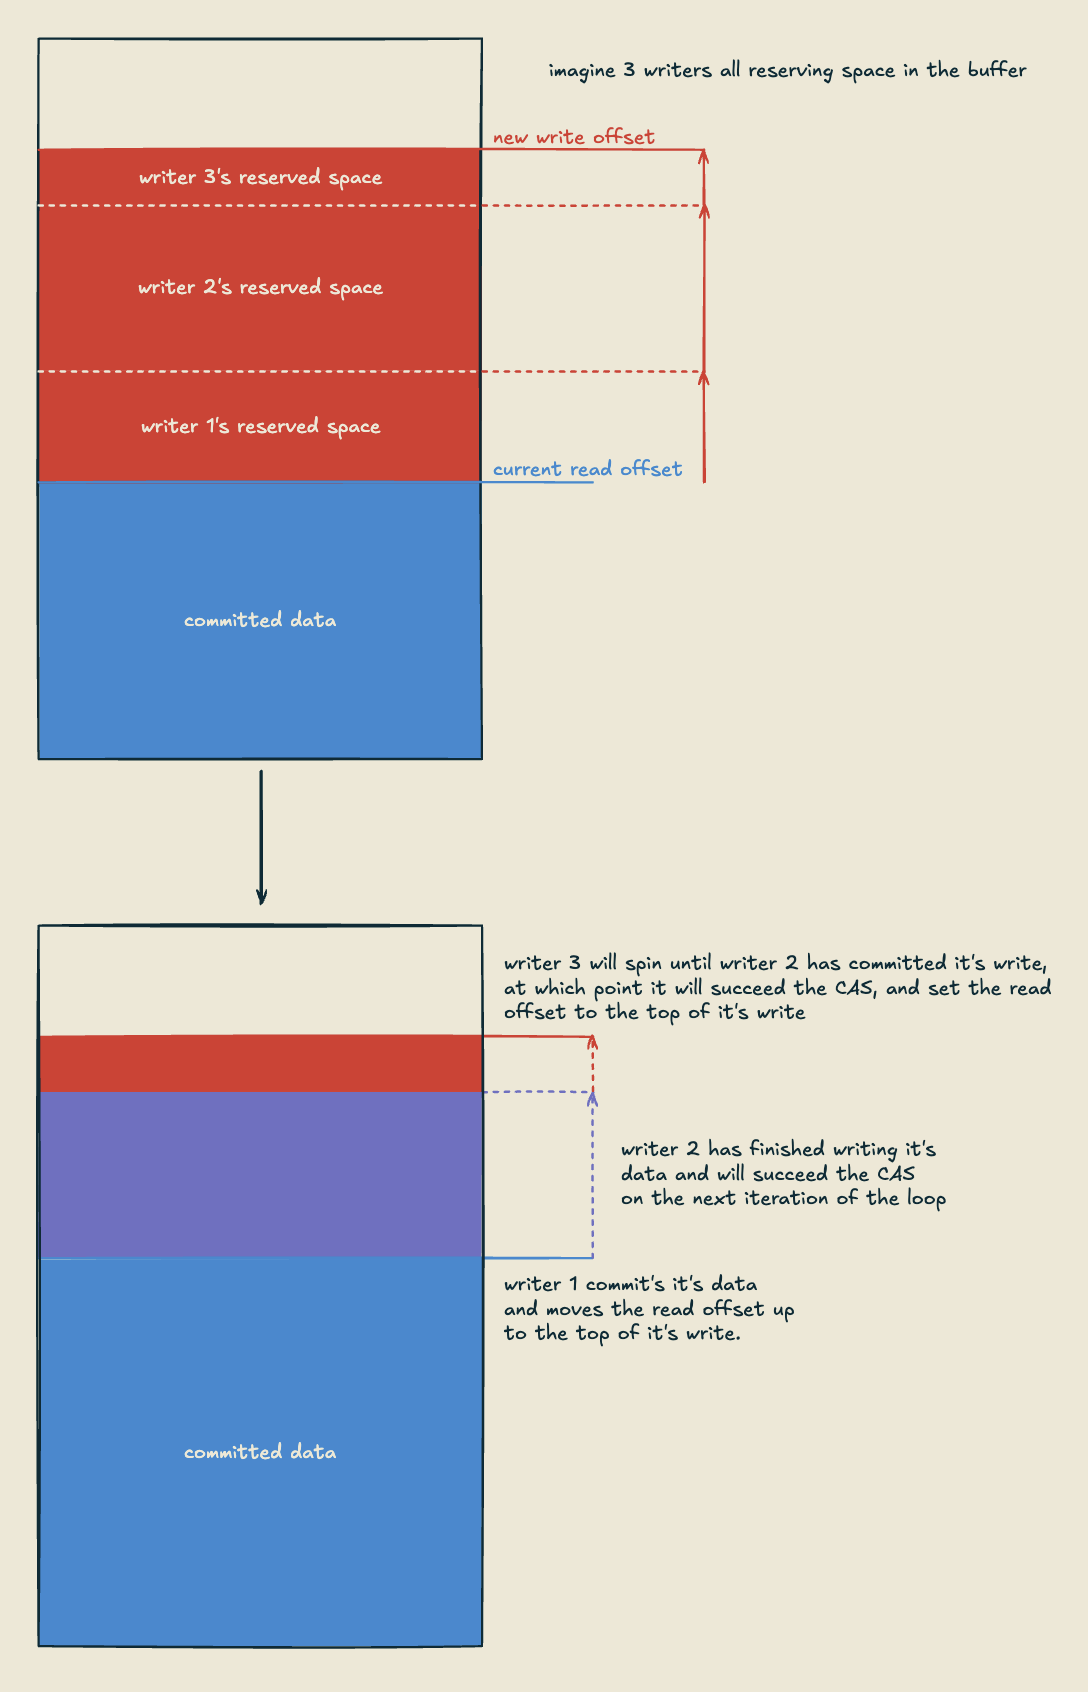 imagine 3 writers all reserving space in the buffer
new write offset
writer 3's reserved space
writer 2's reserved space
writer 1's reserved space
current read offset
committed data
writer 3 will spin until writer 2 has committed it's write,
at which point it will succeed the CAS, and set the read
offset to the top of it's write
writer 2 has finished writing it's
data and will succeed the CAS
on the next iteration of the loop
writer 1 commit's it's data
and moves the read offset up
to the top of it's write.
committed data